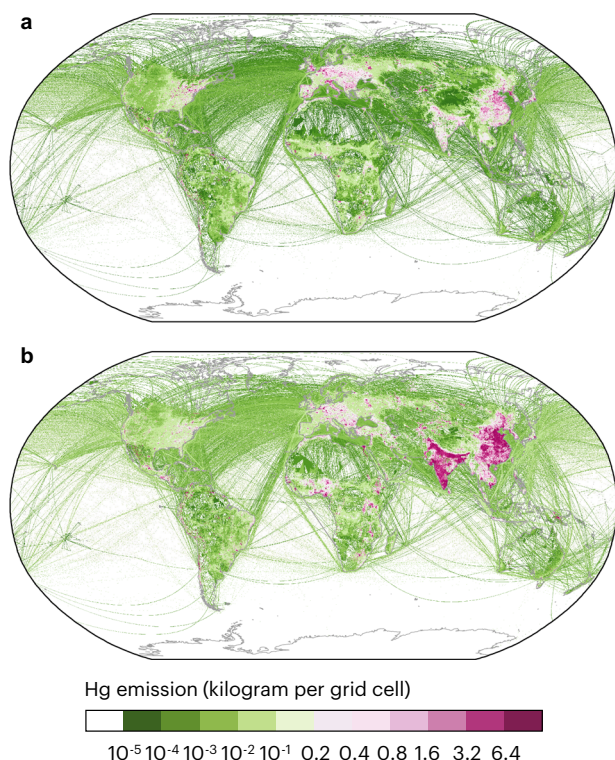 a
b
Hg emission (kilogram per grid cell)
10⁻⁵ 10⁻⁴ 10⁻³ 10⁻² 10⁻¹ 0.2 0.4 0.8 1.6 3.2 6.4